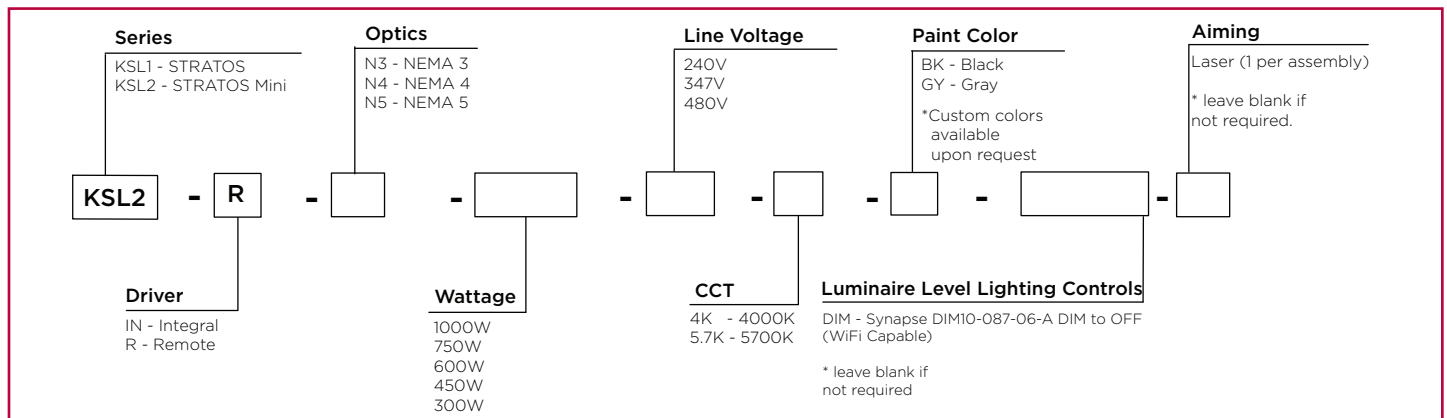 Series
KSL1 - STRATOS
KSL2 - STRATOS Mini
Optics
N3 - NEMA 3
N4 - NEMA 4
N5 - NEMA 5
Line Voltage
240V
347V
480V
Paint Color
BK - Black
GY - Gray
*Custom colors
available
upon request
Aiming
Laser (1 per assembly)
* leave blank if
not required.
KSL2 - R - - - - - - -
Driver
IN - Integral
R - Remote
Wattage
1000W
750W
600W
450W
300W
CCT
4K - 4000K
5.7K - 5700K
Luminaire Level Lighting Controls
DIM - Synapse DIM10-087-06-A DIM to OFF
(WiFi Capable)
* leave blank if
not required